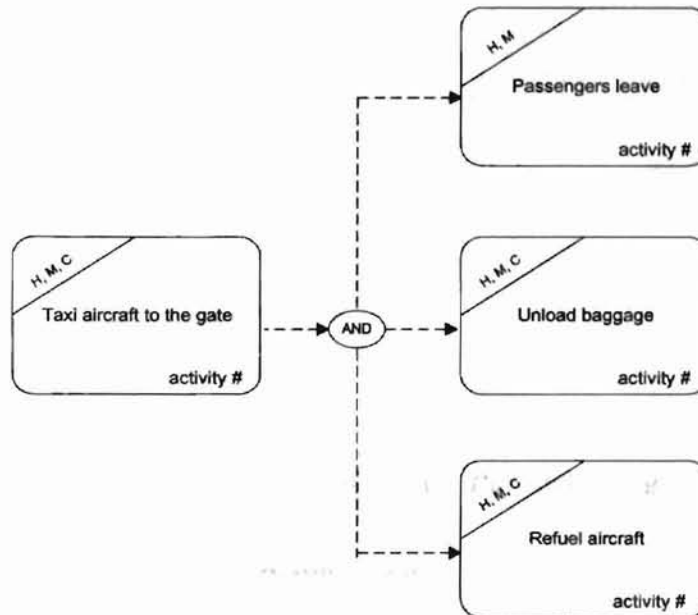 H, M
Passengers leave
activity #
H, M, C
Taxi aircraft to the gate
activity #
AND
H, M, C
Unload baggage
activity #
H, M, C
Refuel aircraft
activity #